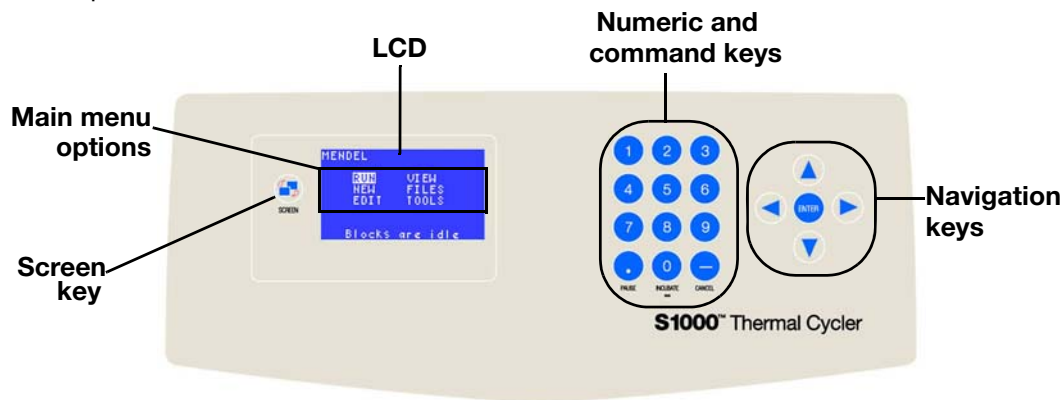 Numeric and
command keys
LCD
Main menu
options
MENDEL
RUN VIEW
NEW FILES
EDIT TOOLS
Blocks are idle
SCREEN
Screen
key
1 2 3
4 5 6
7 8 9
. 0 —
PAUSE INCUBATE CANCEL
∞
ENTER
Navigation
keys
S1000™ Thermal Cycler